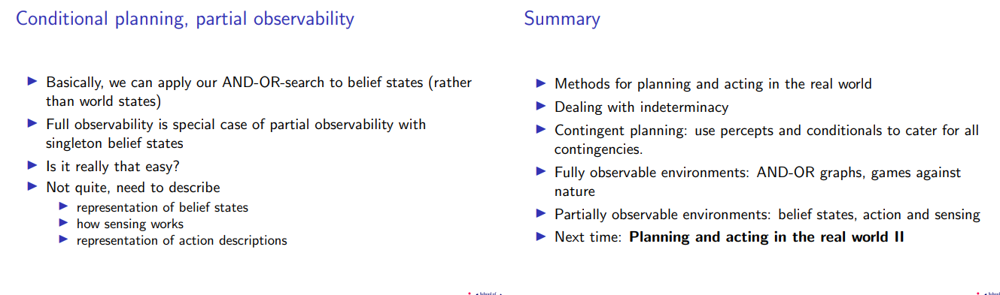 Conditional planning, partial observability
Basically, we can apply our AND-OR-search to belief states (rather
than world states)
Full observability is special case of partial observability with
singleton belief states
Is it really that easy?
Not quite, need to describe
representation of belief states
how sensing works
representation of action descriptions
School of
Summary
Methods for planning and acting in the real world
Dealing with indeterminacy
Contingent planning: use percepts and conditionals to cater for all
contingencies.
Fully observable environments: AND-OR graphs, games against
nature
Partially observable environments: belief states, action and sensing
Next time: Planning and acting in the real world II
School